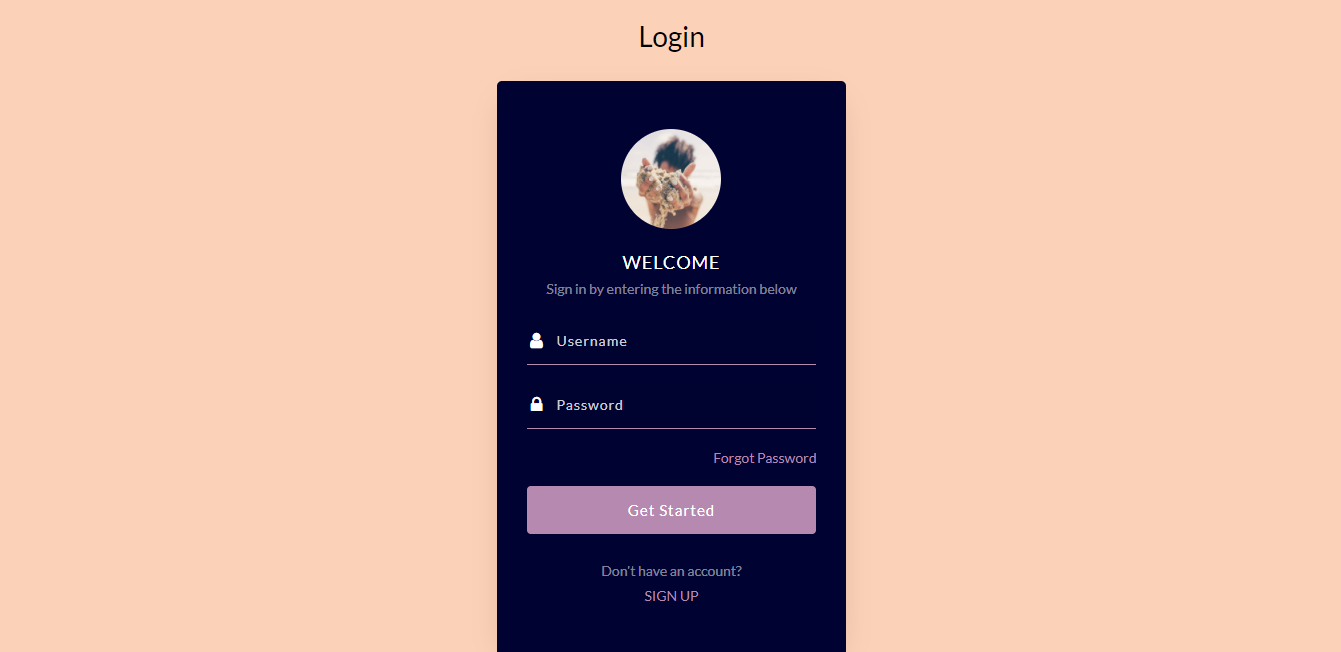 Login
WELCOME
Sign in by entering the information below
Username
Password
Forgot Password
Get Started
Don't have an account?
SIGN UP